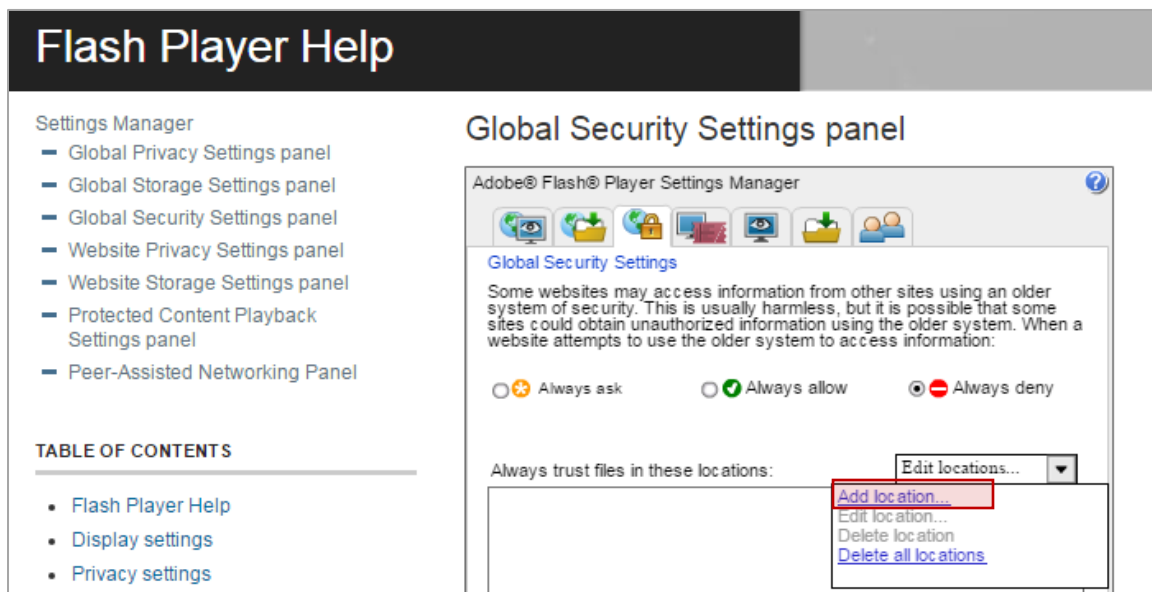 Flash Player Help
Settings Manager
Global Privacy Settings panel
Global Storage Settings panel
Global Security Settings panel
Website Privacy Settings panel
Website Storage Settings panel
Protected Content Playback
Settings panel
Peer-Assisted Networking Panel
TABLE OF CONTENTS
Flash Player Help
Display settings
Privacy settings
Global Security Settings panel
Adobe® Flash® Player Settings Manager
Global Security Settings
Some websites may access information from other sites using an older
system of security. This is usually harmless, but it is possible that some
sites could obtain unauthorized information using the older system. When a
website attempts to use the older system to access information:
Always ask
Always allow
Always deny
Always trust files in these locations:
Edit locations...
Add location...
Edit location...
Delete location
Delete all locations